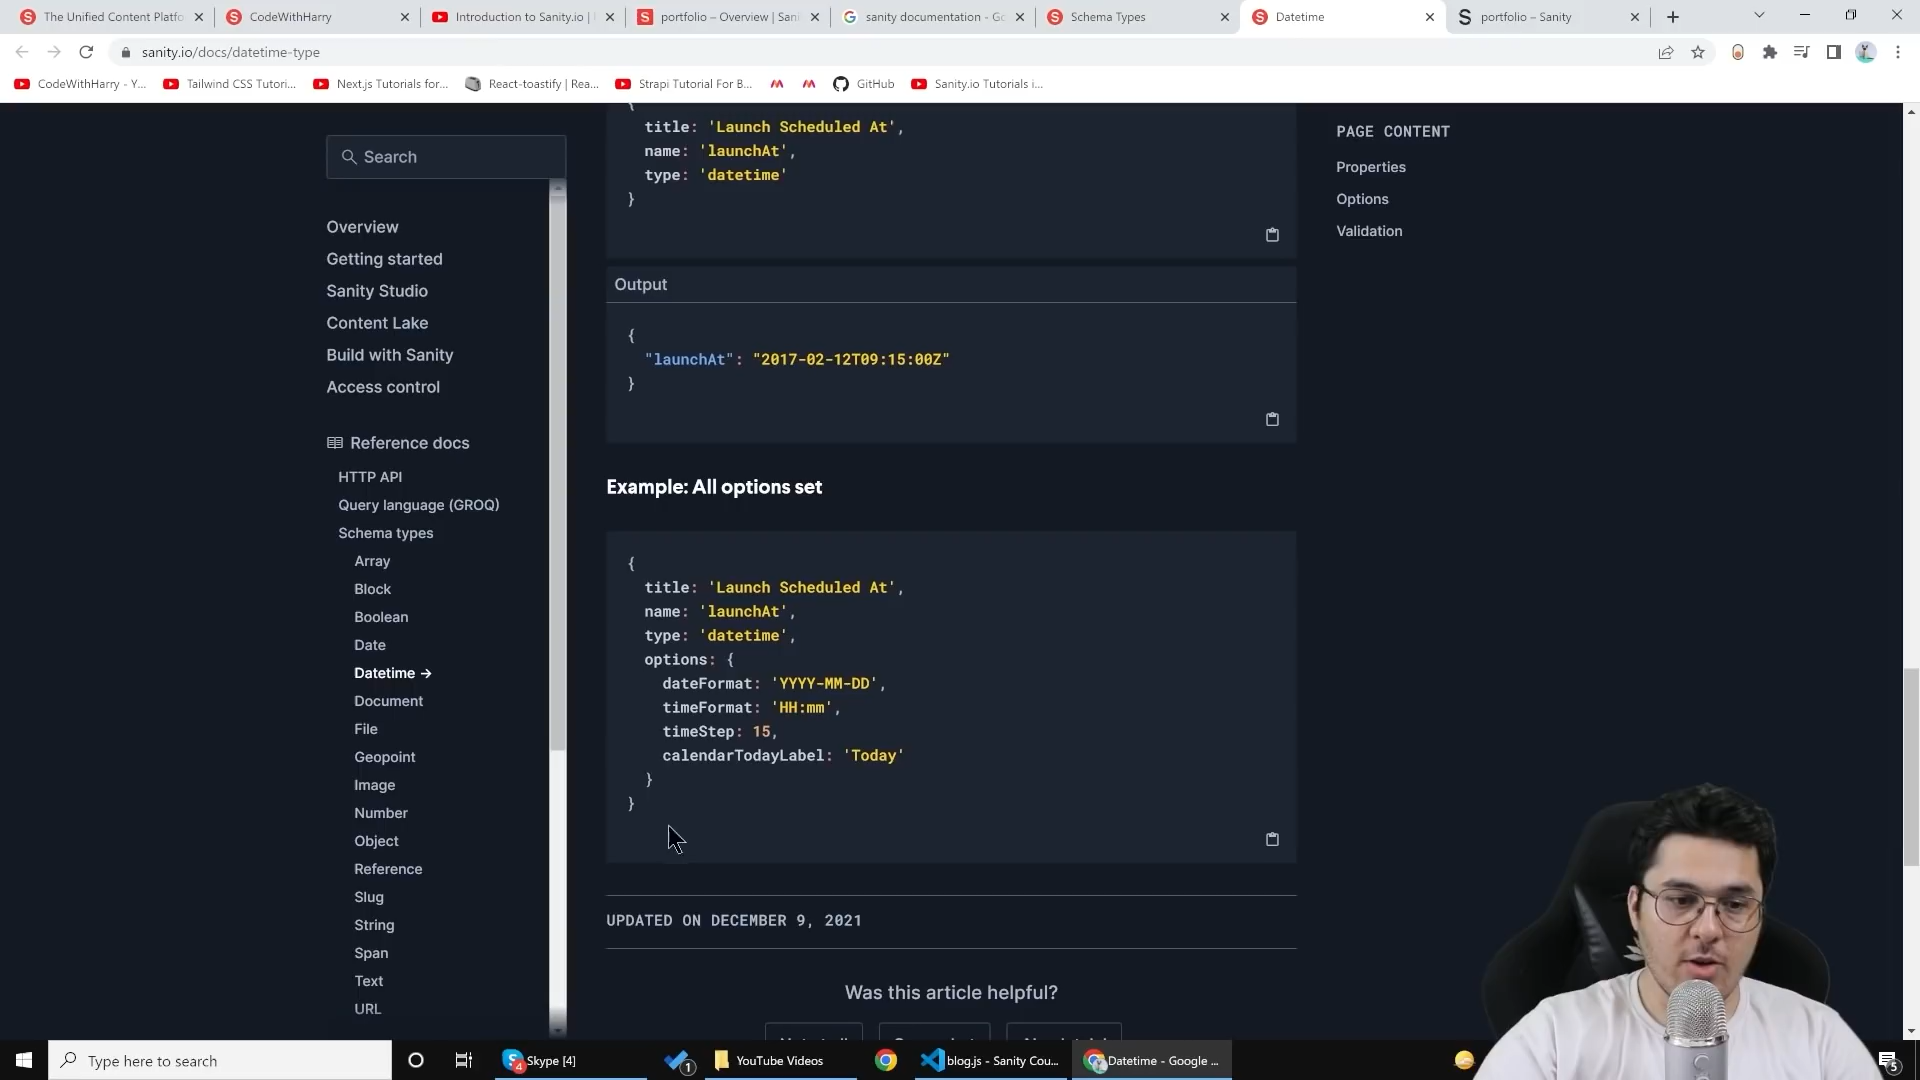 The Unified Content Platfo
CodeWithHarry
Introduction to Sanity.io |
portfolio – Overview | Sani
sanity documentation - Go
Schema Types
Datetime
portfolio – Sanity
sanity.io/docs/datetime-type
CodeWithHarry - Y...
Tailwind CSS Tutori...
Next.js Tutorials for...
React-toastify | Rea...
Strapi Tutorial For B...
GitHub
Sanity.io Tutorials i...
Search
Overview
Getting started
Sanity Studio
Content Lake
Build with Sanity
Access control
Reference docs
HTTP API
Query language (GROQ)
Schema types
Array
Block
Boolean
Date
Datetime →
Document
File
Geopoint
Image
Number
Object
Reference
Slug
String
Span
Text
URL
{
title: 'Launch Scheduled At',
name: 'launchAt',
type: 'datetime'
}
Output
{
"launchAt": "2017-02-12T09:15:00Z"
}
Example: All options set
{
title: 'Launch Scheduled At',
name: 'launchAt',
type: 'datetime',
options: {
dateFormat: 'YYYY-MM-DD',
timeFormat: 'HH:mm',
timeStep: 15,
calendarTodayLabel: 'Today'
}
}
UPDATED ON DECEMBER 9, 2021
Was this article helpful?
PAGE CONTENT
Properties
Options
Validation
Type here to search
Skype [4]
4
1
YouTube Videos
blog.js - Sanity Cou...
Datetime - Google ...
5